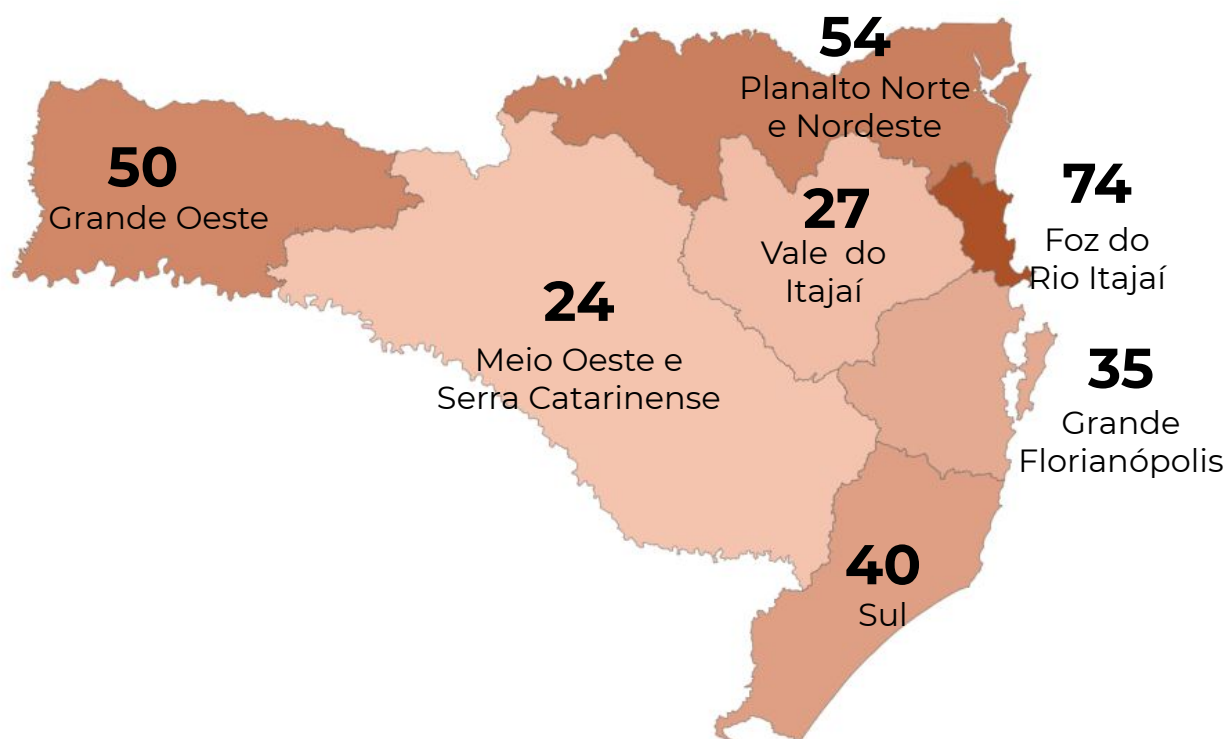 54
Planalto Norte
e Nordeste
50
Grande Oeste
74
Foz do
Rio Itajaí
27
Vale do
Itajaí
24
Meio Oeste e
Serra Catarinense
35
Grande
Florianópolis
40
Sul